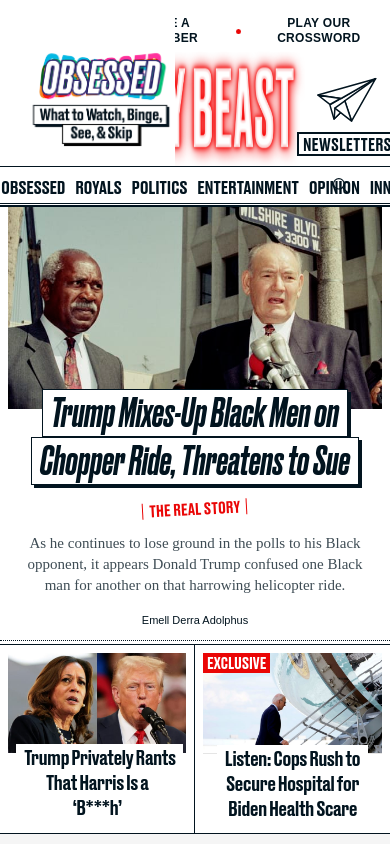 E A
BER
PLAY OUR
CROSSWORD
OBSESSED
What to Watch, Binge,
See, & Skip
Y BEAST
NEWSLETTERS
OBSESSED ROYALS POLITICS ENTERTAINMENT OPINION INN
WILSHIRE BLVD.
3300 W.
Trump Mixes-Up Black Men on
Chopper Ride, Threatens to Sue
THE REAL STORY
As he continues to lose ground in the polls to his Black
opponent, it appears Donald Trump confused one Black
man for another on that harrowing helicopter ride.
Emell Derra Adolphus
Trump Privately Rants
That Harris Is a
‘B***h’
EXCLUSIVE
Listen: Cops Rush to
Secure Hospital for
Biden Health Scare